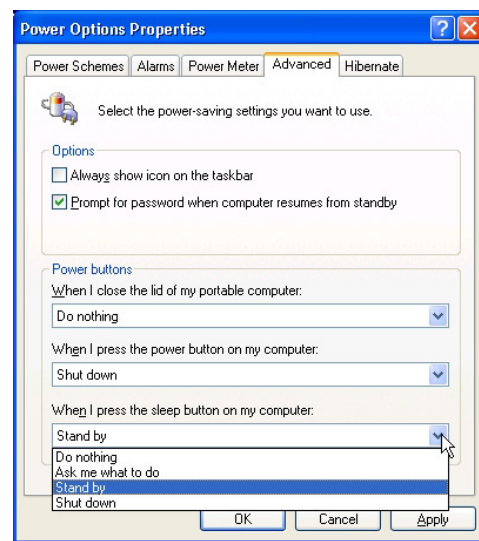 Power Options Properties
Power Schemes Alarms Power Meter Advanced Hibernate
Select the power-saving settings you want to use.
Options
Always show icon on the taskbar
Prompt for password when computer resumes from standby
Power buttons
When I close the lid of my portable computer:
Do nothing
When I press the power button on my computer:
Shut down
When I press the sleep button on my computer:
Stand by
Do nothing
Ask me what to do
Stand by
Shut down
OK Cancel Apply